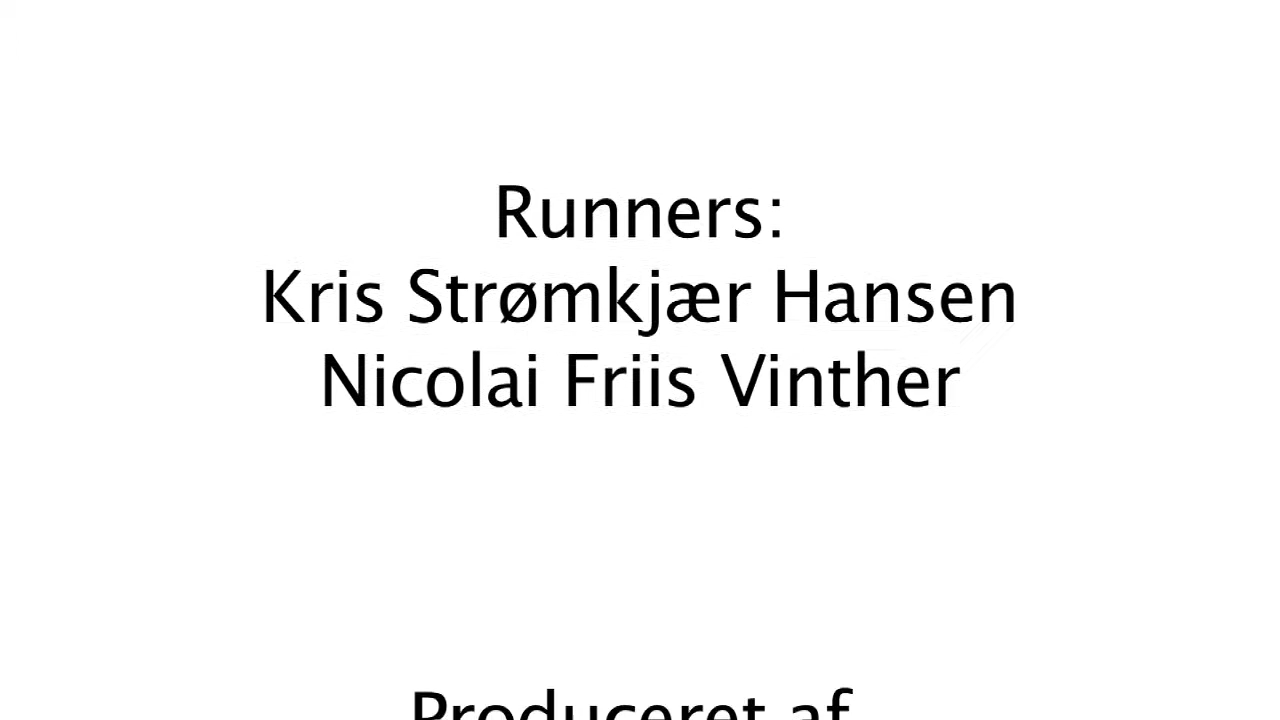 Runners:
Kris Strømkjær Hansen
Nicolai Friis Vinther
Produceret af